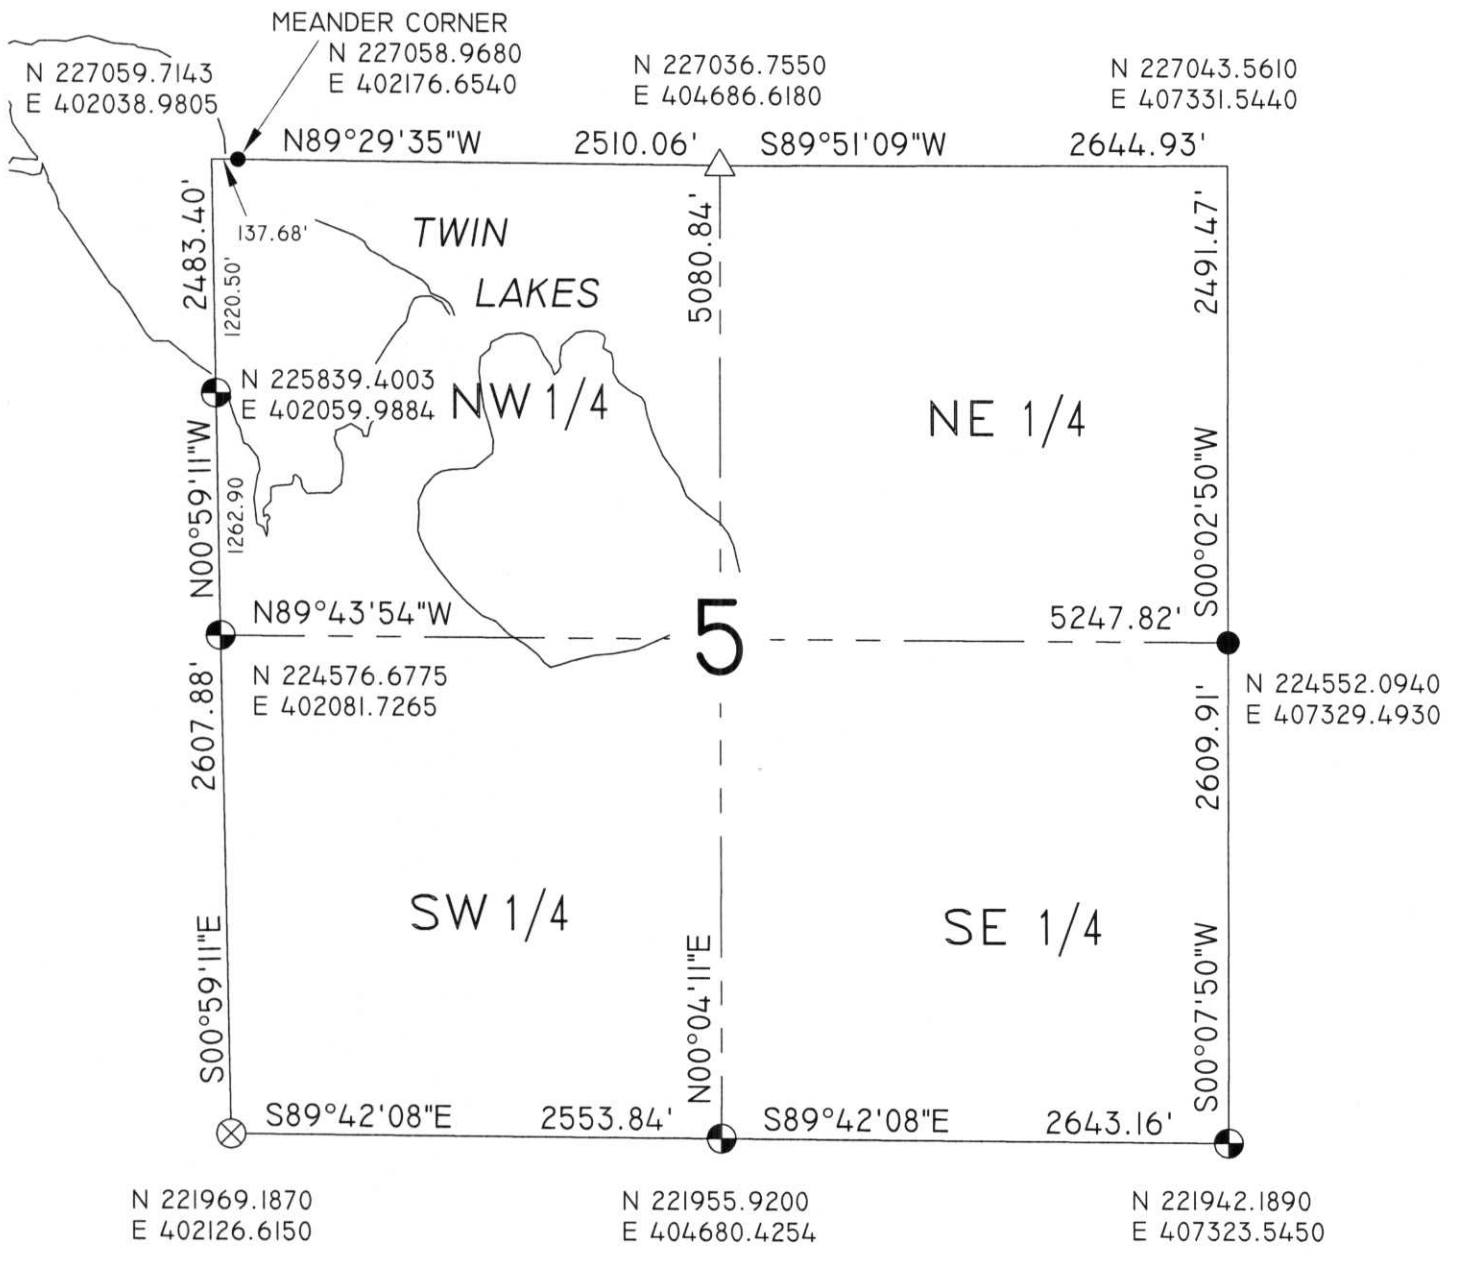 MEANDER CORNER
N 227058.9680
E 402176.6540
N 227059.7143
E 402038.9805
N 227036.7550
E 404686.6180
N 227043.5610
E 407331.5440
N89°29'35"W
2510.06'
S89°51'09"W
2644.93'
2483.40'
137.68'
1220.50'
TWIN
LAKES
5080.84'
2491.47'
N 225839.4003
E 402059.9884
NW 1/4
NE 1/4
N00°59'11"W
1262.90
S00°02'50"W
N89°43'54"W
5
5247.82'
N 224576.6775
E 402081.7265
N 224552.0940
E 407329.4930
2607.88'
2609.91'
SW 1/4
SE 1/4
S00°59'11"E
N00°04'11"E
S00°07'50"W
S89°42'08"E
2553.84'
S89°42'08"E
2643.16'
N 221969.1870
E 402126.6150
N 221955.9200
E 404680.4254
N 221942.1890
E 407323.5450